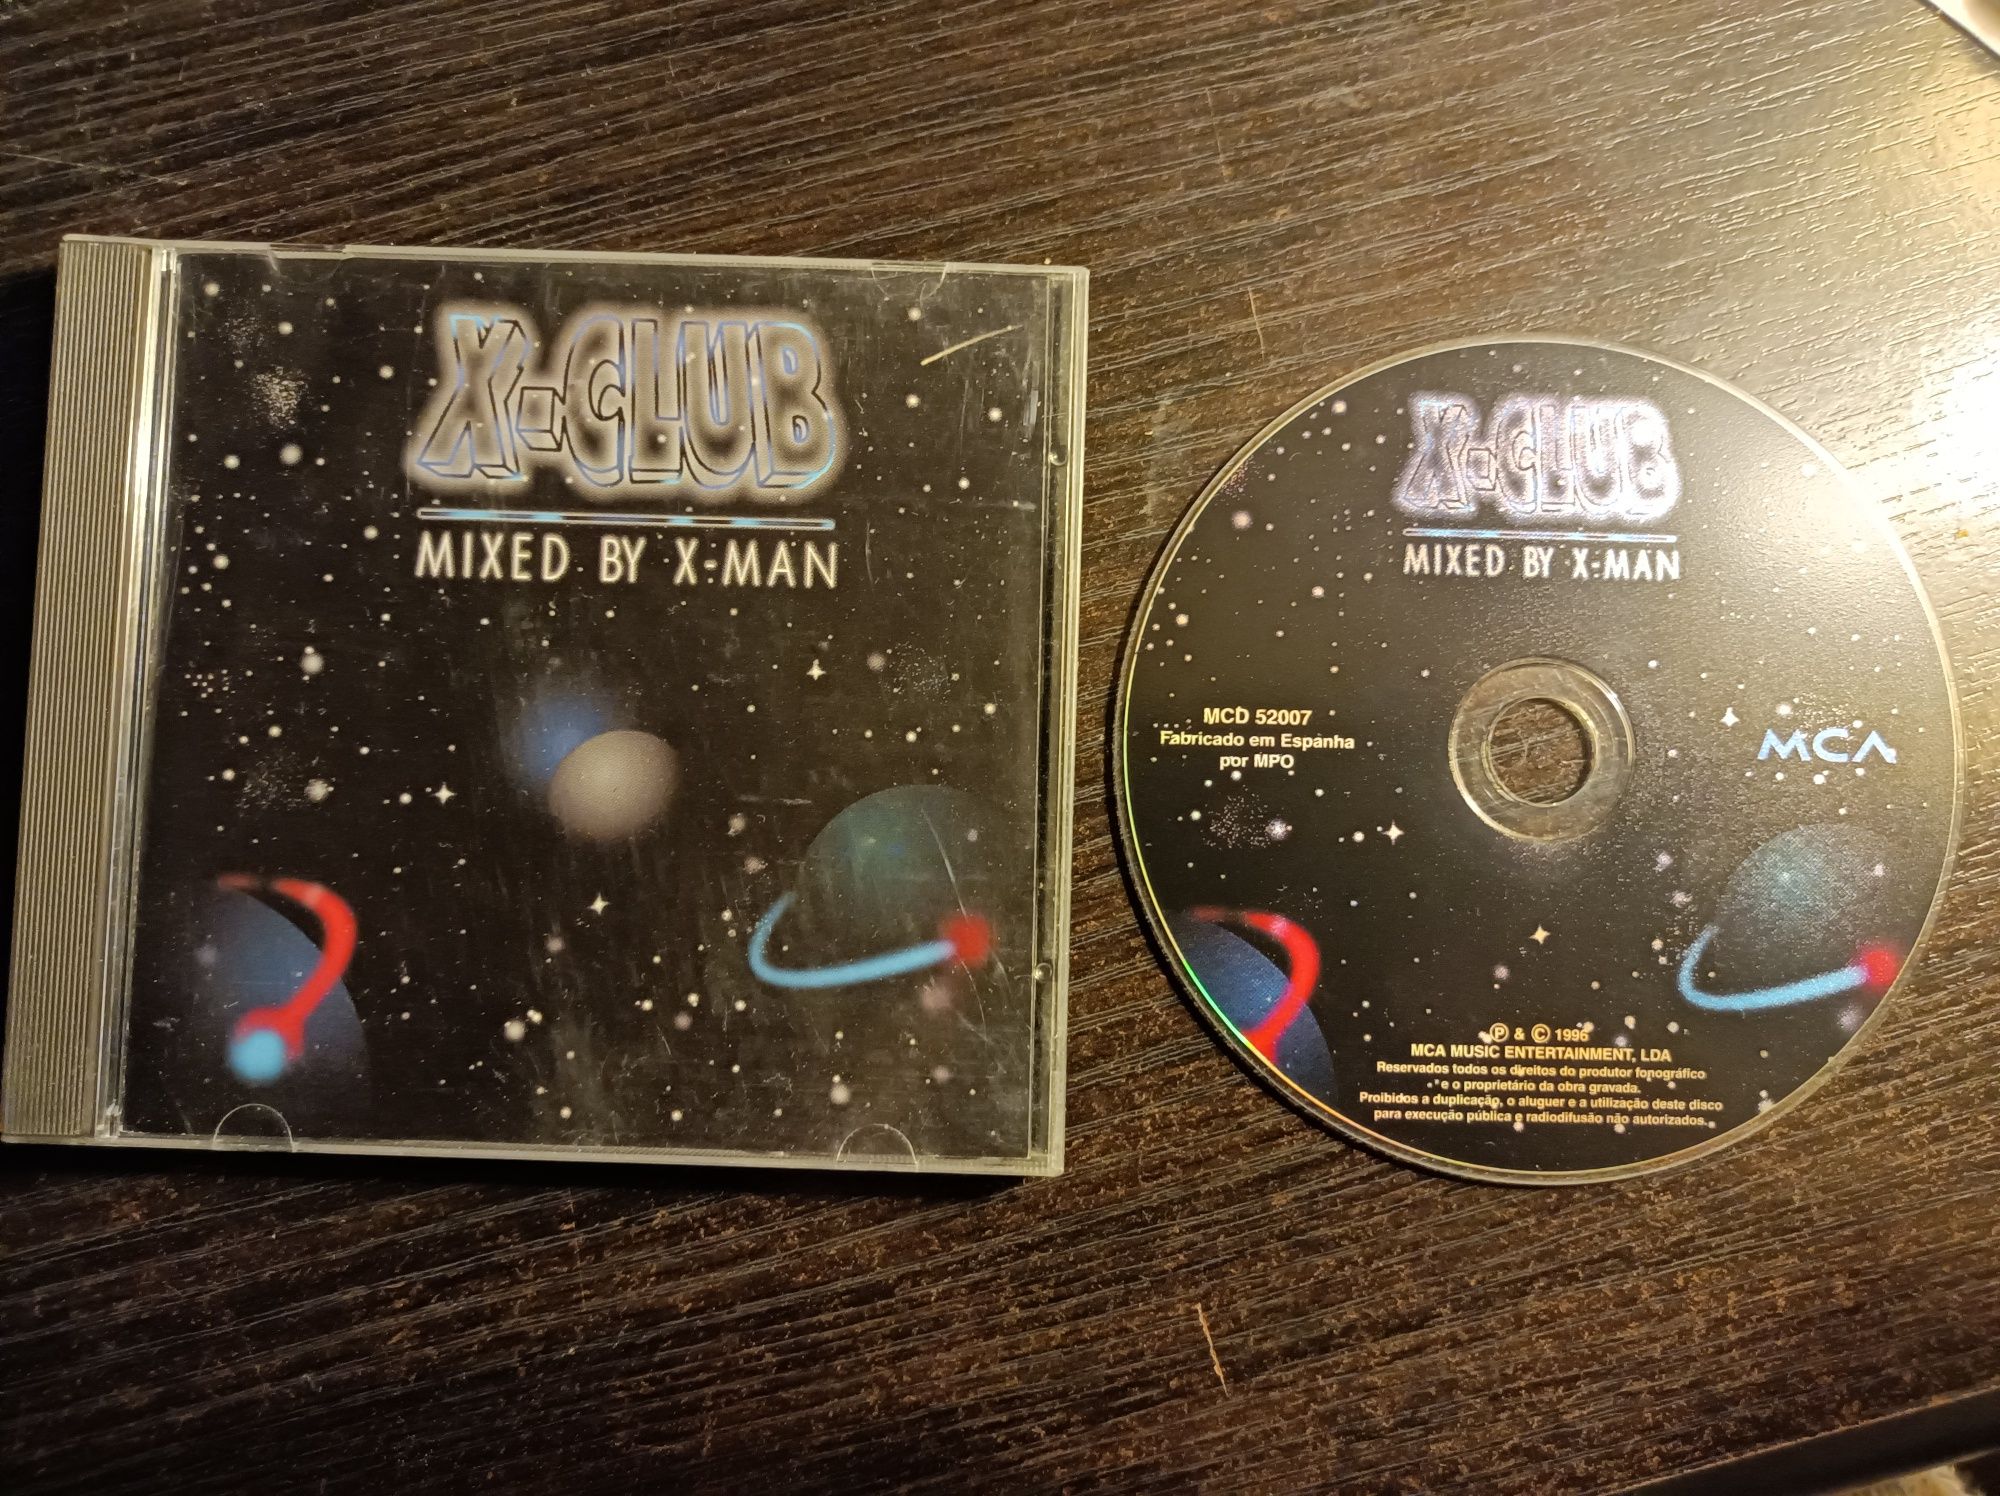 X-CLUB
MIXED BY X-MAN
X-CLUB
MIXED BY X-MAN
MCD 52007
Fabricado em Espanha
por MPO
MCA
Ⓟ & © 1996
MCA MUSIC ENTERTAINMENT, LDA
Reservados todos os direitos do produtor fonográfico
e o proprietário da obra gravada.
Proibidos a duplicação, o aluguer e a utilização deste disco
para execução pública e radiodifusão não autorizados.